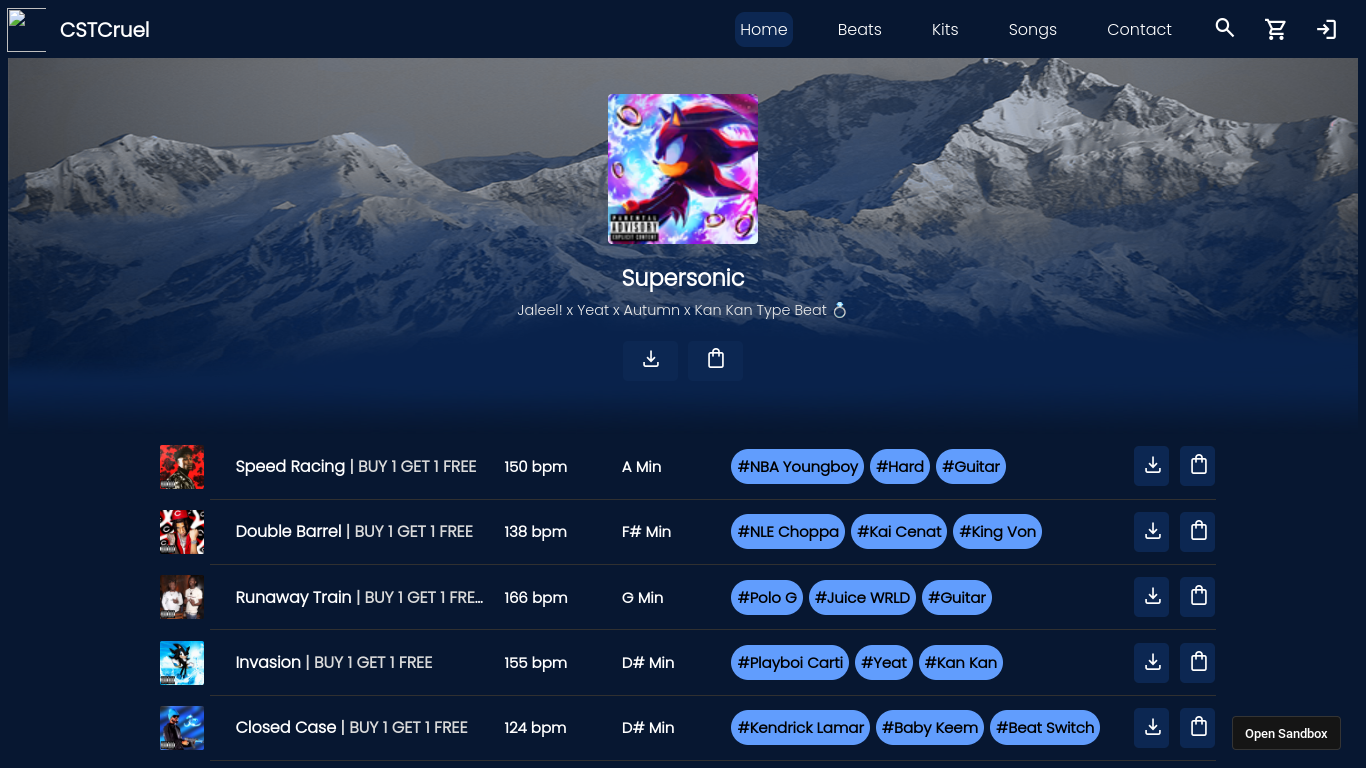 CSTCruel Home Beats Kits Songs Contact
PARENTAL
ADVISORY
EXPLICIT CONTENT
Supersonic
Jaleel! x Yeat x Autumn x Kan Kan Type Beat 💍
Speed Racing | BUY 1 GET 1 FREE 150 bpm A Min #NBA Youngboy #Hard #Guitar
Double Barrel | BUY 1 GET 1 FREE 138 bpm F# Min #NLE Choppa #Kai Cenat #King Von
Runaway Train | BUY 1 GET 1 FRE... 166 bpm G Min #Polo G #Juice WRLD #Guitar
Invasion | BUY 1 GET 1 FREE 155 bpm D# Min #Playboi Carti #Yeat #Kan Kan
Closed Case | BUY 1 GET 1 FREE 124 bpm D# Min #Kendrick Lamar #Baby Keem #Beat Switch
Open Sandbox